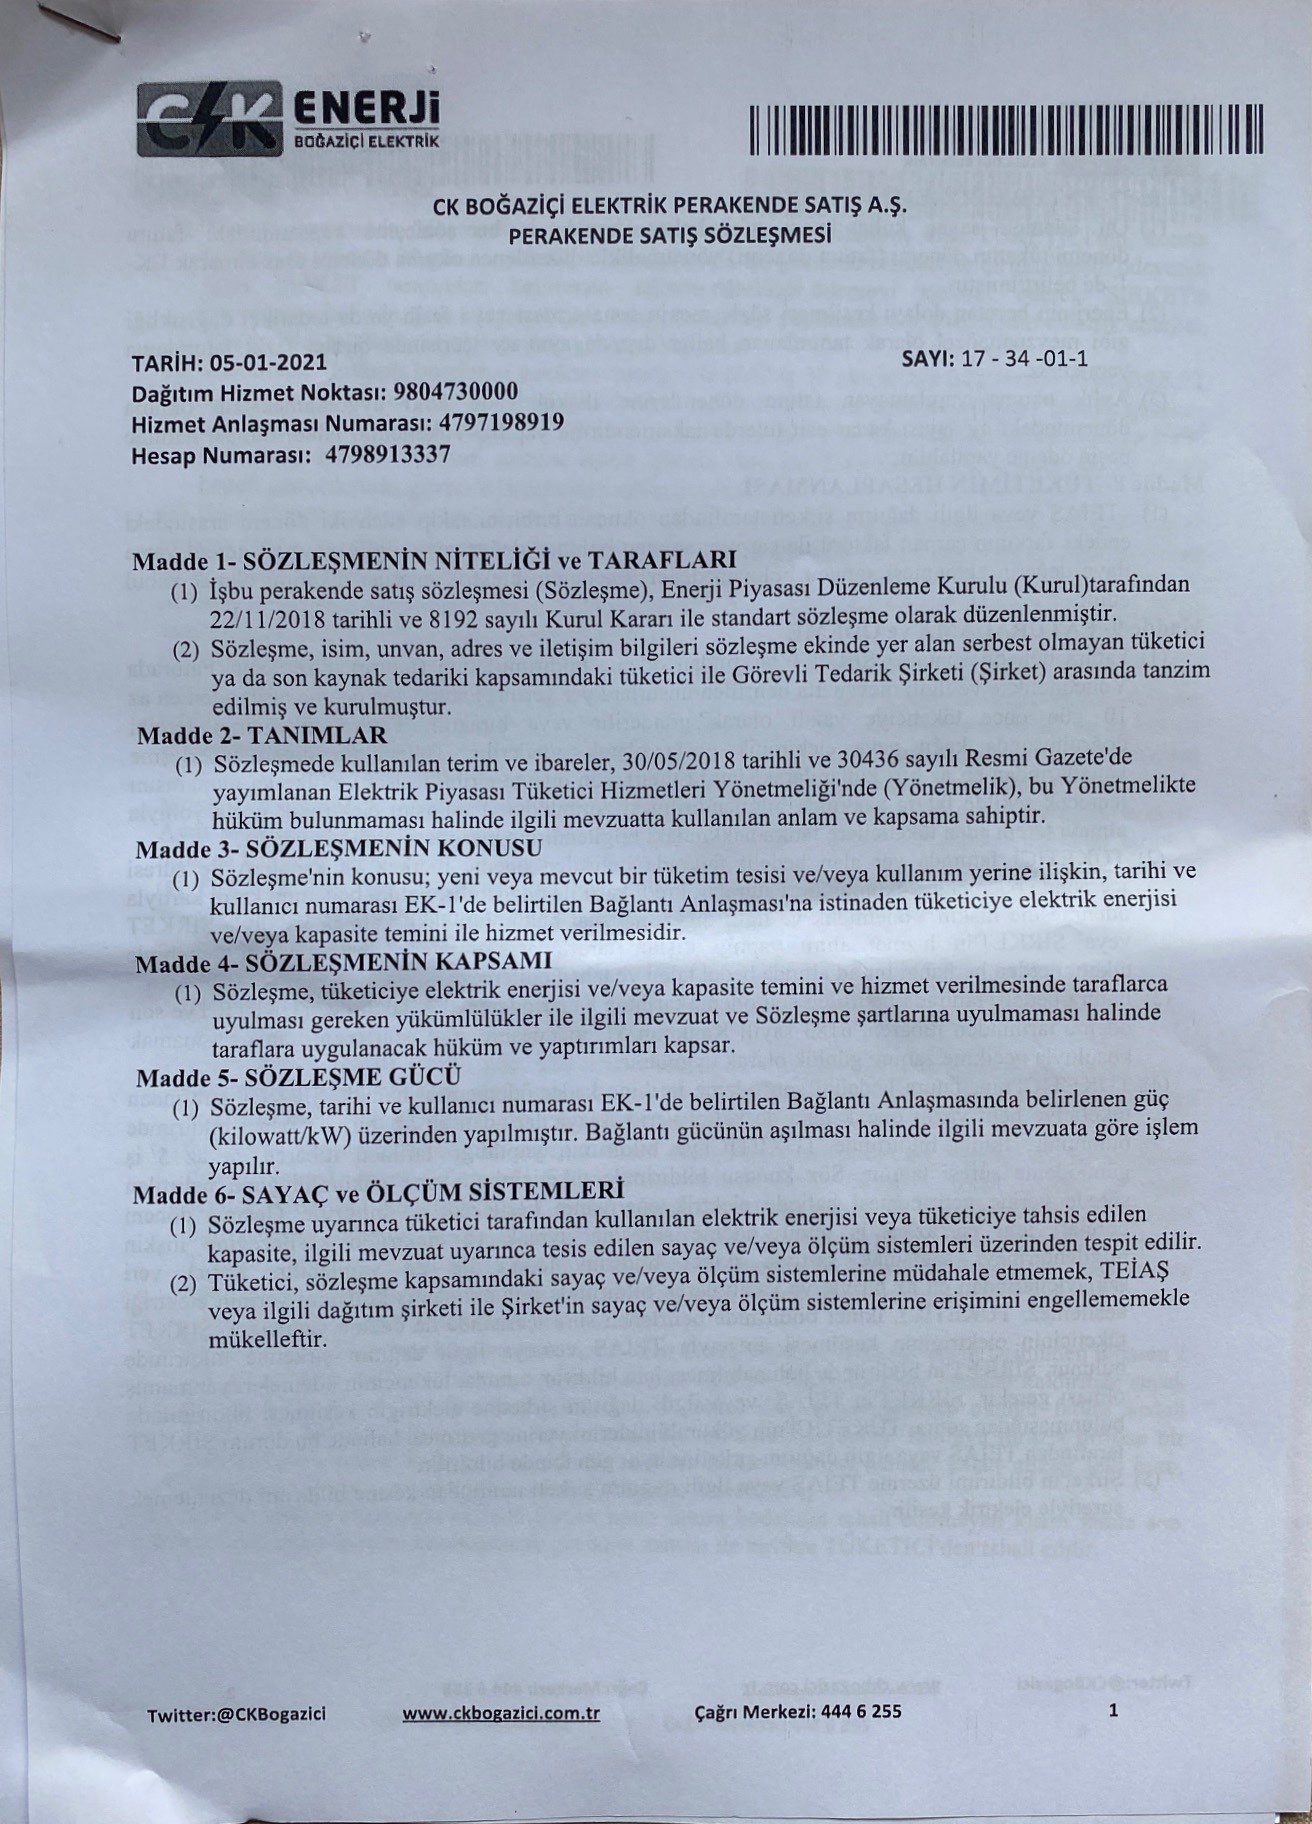 CK ENERJİ
BOĞAZİÇİ ELEKTRİK
CK BOĞAZİÇİ ELEKTRİK PERAKENDE SATIŞ A.Ş.
PERAKENDE SATIŞ SÖZLEŞMESİ
TARİH: 05-01-2021
SAYI: 17 - 34 -01-1
Dağıtım Hizmet Noktası: 9804730000
Hizmet Anlaşması Numarası: 4797198919
Hesap Numarası: 4798913337
Madde 1- SÖZLEŞMENİN NİTELİĞİ ve TARAFLARI
(1) İşbu perakende satış sözleşmesi (Sözleşme), Enerji Piyasası Düzenleme Kurulu (Kurul)tarafından
22/11/2018 tarihli ve 8192 sayılı Kurul Kararı ile standart sözleşme olarak düzenlenmiştir.
(2) Sözleşme, isim, unvan, adres ve iletişim bilgileri sözleşme ekinde yer alan serbest olmayan tüketici
ya da son kaynak tedariki kapsamındaki tüketici ile Görevli Tedarik Şirketi (Şirket) arasında tanzim
edilmiş ve kurulmuştur.
Madde 2- TANIMLAR
(1) Sözleşmede kullanılan terim ve ibareler, 30/05/2018 tarihli ve 30436 sayılı Resmi Gazete'de
yayımlanan Elektrik Piyasası Tüketici Hizmetleri Yönetmeliği'nde (Yönetmelik), bu Yönetmelikte
hüküm bulunmaması halinde ilgili mevzuatta kullanılan anlam ve kapsama sahiptir.
Madde 3- SÖZLEŞMENİN KONUSU
(1) Sözleşme'nin konusu; yeni veya mevcut bir tüketim tesisi ve/veya kullanım yerine ilişkin, tarihi ve
kullanıcı numarası EK-1'de belirtilen Bağlantı Anlaşması'na istinaden tüketiciye elektrik enerjisi
ve/veya kapasite temini ile hizmet verilmesidir.
Madde 4- SÖZLEŞMENİN KAPSAMI
(1) Sözleşme, tüketiciye elektrik enerjisi ve/veya kapasite temini ve hizmet verilmesinde taraflarca
uyulması gereken yükümlülükler ile ilgili mevzuat ve Sözleşme şartlarına uyulmaması halinde
taraflara uygulanacak hüküm ve yaptırımları kapsar.
Madde 5- SÖZLEŞME GÜCÜ
(1) Sözleşme, tarihi ve kullanıcı numarası EK-1'de belirtilen Bağlantı Anlaşmasında belirlenen güç
(kilowatt/kW) üzerinden yapılmıştır. Bağlantı gücünün aşılması halinde ilgili mevzuata göre işlem
yapılır.
Madde 6- SAYAÇ ve ÖLÇÜM SİSTEMLERİ
(1) Sözleşme uyarınca tüketici tarafından kullanılan elektrik enerjisi veya tüketiciye tahsis edilen
kapasite, ilgili mevzuat uyarınca tesis edilen sayaç ve/veya ölçüm sistemleri üzerinden tespit edilir.
(2) Tüketici, sözleşme kapsamındaki sayaç ve/veya ölçüm sistemlerine müdahale etmemek, TEİAŞ
veya ilgili dağıtım şirketi ile Şirket'in sayaç ve/veya ölçüm sistemlerine erişimini engellememekle
mükelleftir.
Twitter:@CKBogazici www.ckbogazici.com.tr Çağrı Merkezi: 444 6 255 1